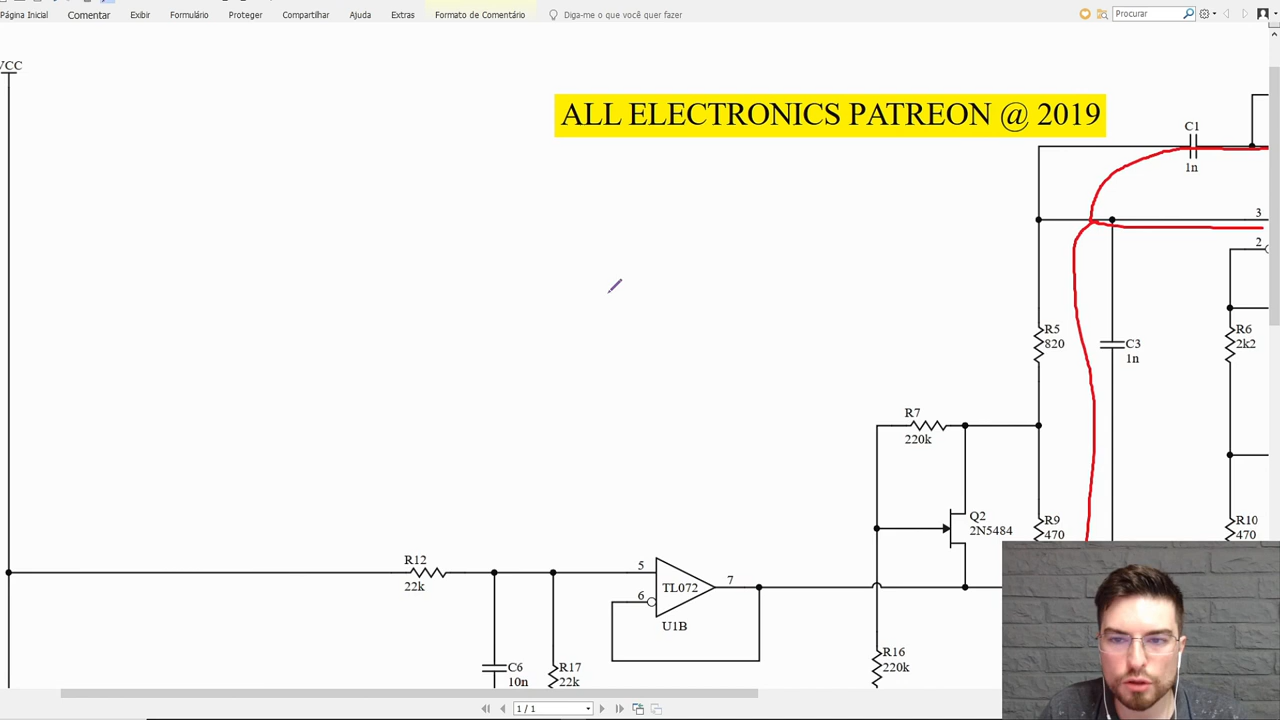 Página Inicial Comentar Exibir Formulário Proteger Compartilhar Ajuda Extras Formato de Comentário Diga-me o que você quer fazer Procurar
VCC
ALL ELECTRONICS PATREON @ 2019
C1
1n
3
2
R5
820
C3
1n
R6
2k2
R7
220k
Q2
2N5484
R9
470
R10
470
R12
22k
5
6
7
TL072
U1B
C6
10n
R17
22k
R16
220k
1 / 1